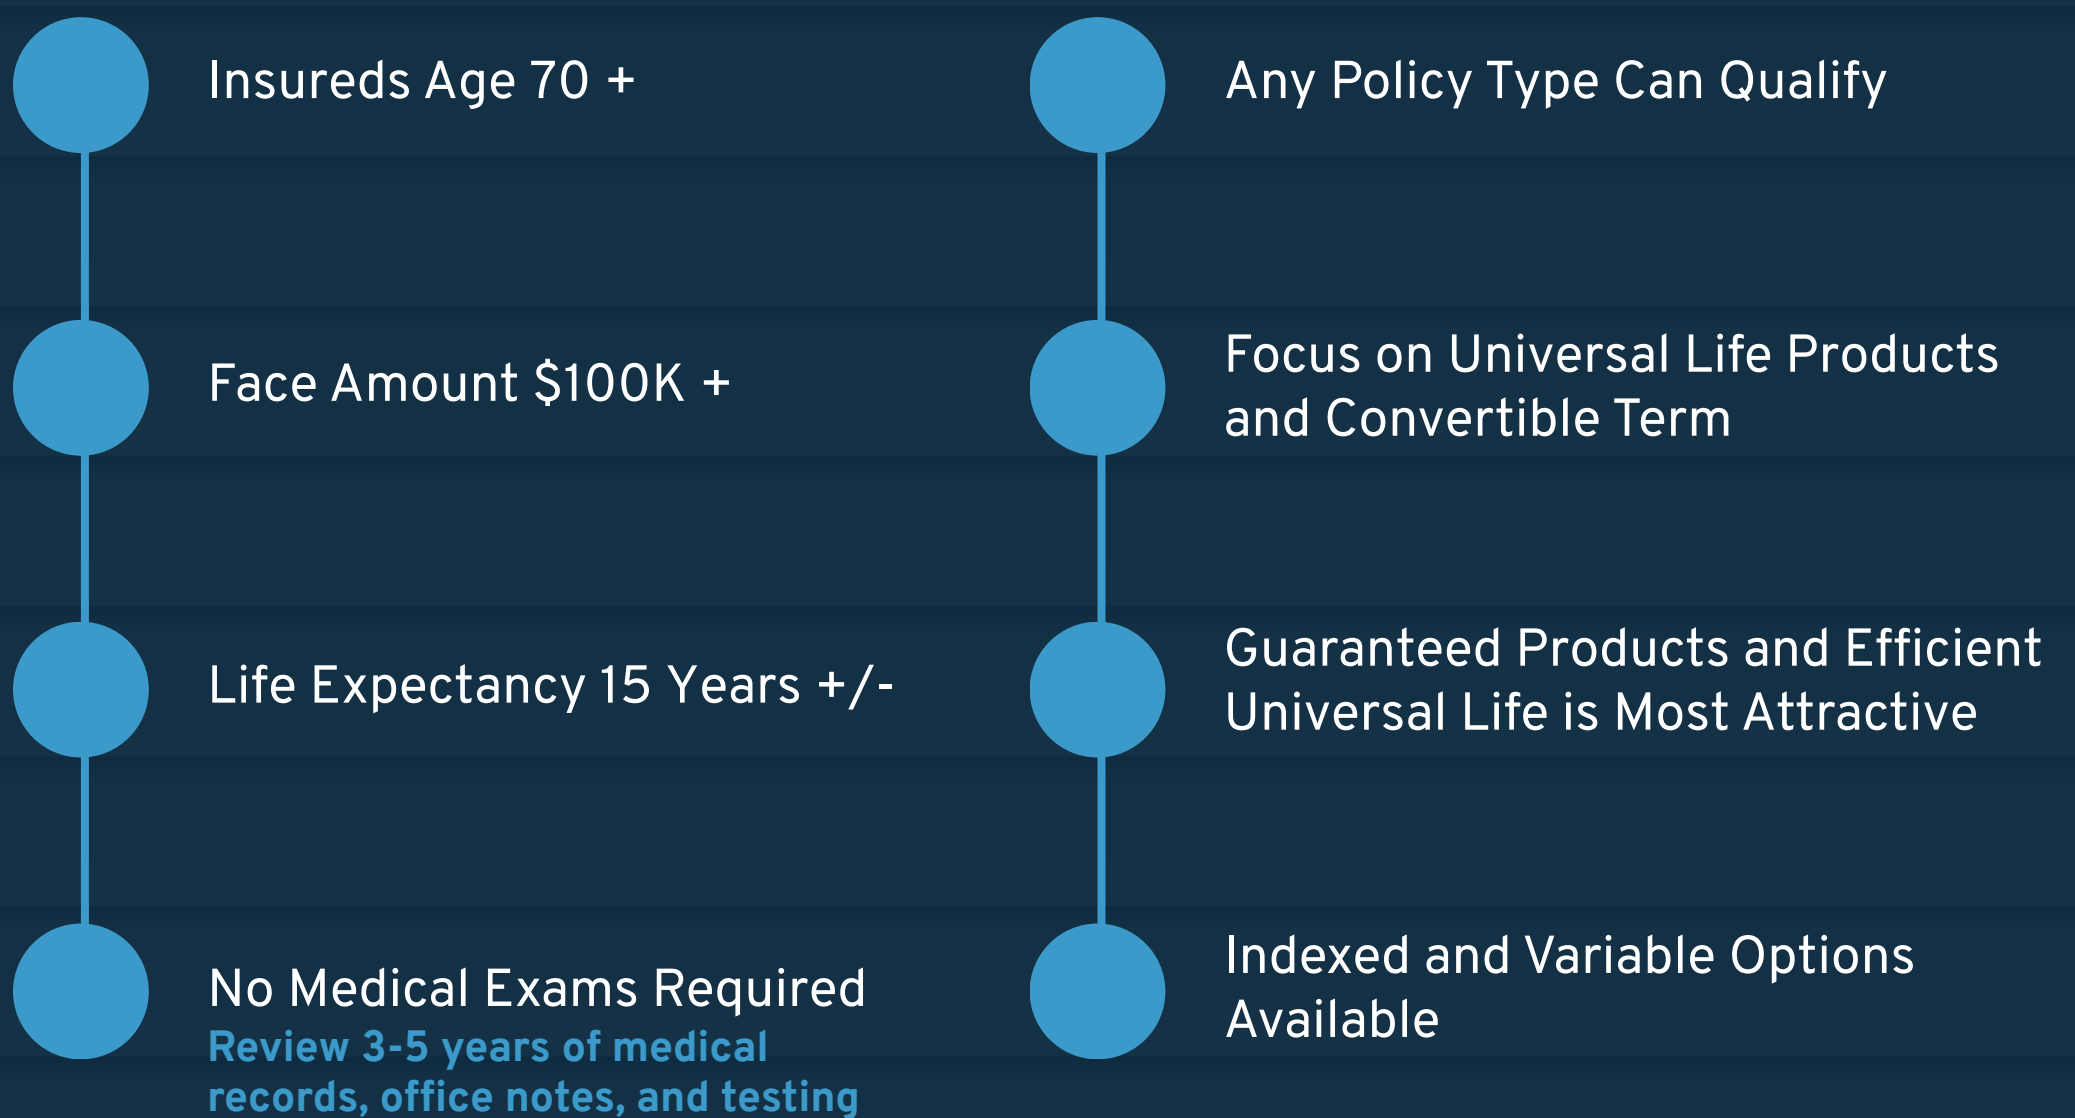 Insureds Age 70 +
Face Amount $100K +
Life Expectancy 15 Years +/-
No Medical Exams Required
Review 3-5 years of medical
records, office notes, and testing
Any Policy Type Can Qualify
Focus on Universal Life Products
and Convertible Term
Guaranteed Products and Efficient
Universal Life is Most Attractive
Indexed and Variable Options
Available